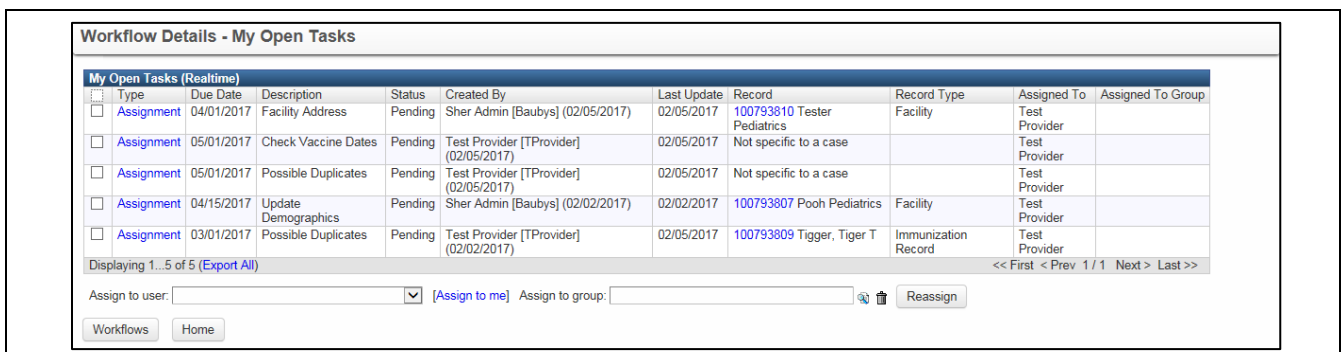 Workflow Details - My Open Tasks
My Open Tasks (Realtime)
Type Due Date Description Status Created By Last Update Record Record Type Assigned To Assigned To Group
Assignment 04/01/2017 Facility Address Pending Sher Admin [Baubys] (02/05/2017) 02/05/2017 100793810 Tester Facility Test
Pediatrics Provider
Assignment 05/01/2017 Check Vaccine Dates Pending Test Provider [TProvider] 02/05/2017 Not specific to a case Test
(02/05/2017) Provider
Assignment 05/01/2017 Possible Duplicates Pending Test Provider [TProvider] 02/05/2017 Not specific to a case Test
(02/05/2017) Provider
Assignment 04/15/2017 Update Pending Sher Admin [Baubys] (02/02/2017) 02/02/2017 100793807 Pooh Pediatrics Facility Test
Demographics Provider
Assignment 03/01/2017 Possible Duplicates Pending Test Provider [TProvider] 02/05/2017 100793809 Tigger, Tiger T Immunization Test
(02/02/2017) Record Provider
Displaying 1...5 of 5 (Export All) << First < Prev 1 / 1 Next > Last >>
Assign to user: [Assign to me] Assign to group: Reassign
Workflows Home